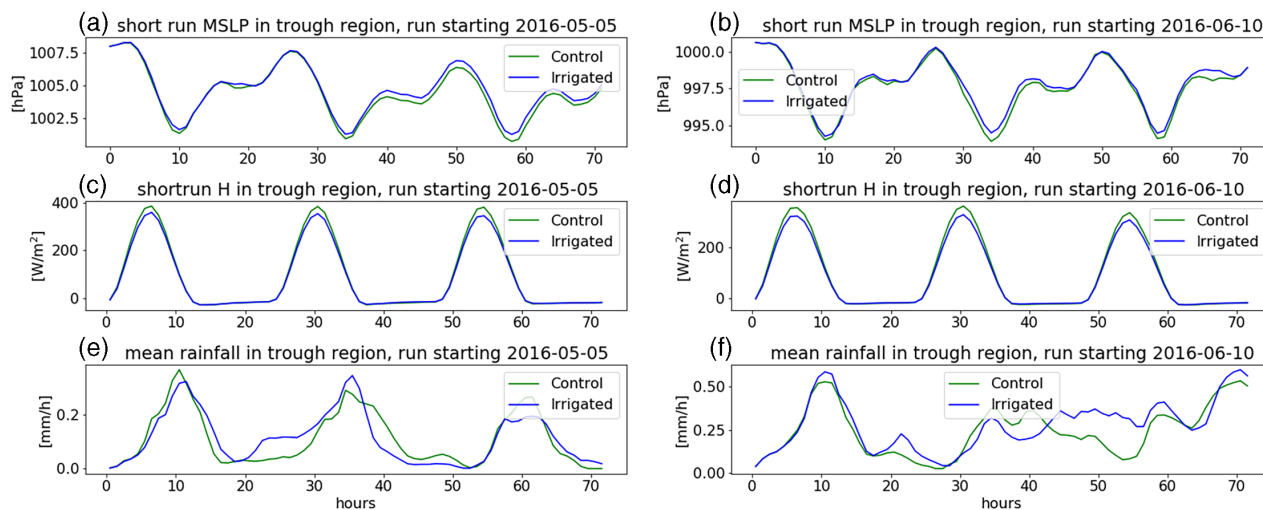 (a) short run MSLP in trough region, run starting 2016-05-05
1007.5
1005.0
1002.5
[hPa]
Control
Irrigated
0 10 20 30 40 50 60 70
(b) short run MSLP in trough region, run starting 2016-06-10
1000.0
997.5
995.0
[hPa]
Control
Irrigated
0 10 20 30 40 50 60 70
(c) shortrun H in trough region, run starting 2016-05-05
400
200
0
[W/m²]
Control
Irrigated
0 10 20 30 40 50 60 70
(d) shortrun H in trough region, run starting 2016-06-10
200
0
[W/m²]
Control
Irrigated
0 10 20 30 40 50 60 70
(e) mean rainfall in trough region, run starting 2016-05-05
0.2
0.0
[mm/h]
Control
Irrigated
0 10 20 30 40 50 60 70
hours
(f) mean rainfall in trough region, run starting 2016-06-10
0.50
0.25
0.00
[mm/h]
Control
Irrigated
0 10 20 30 40 50 60 70
hours